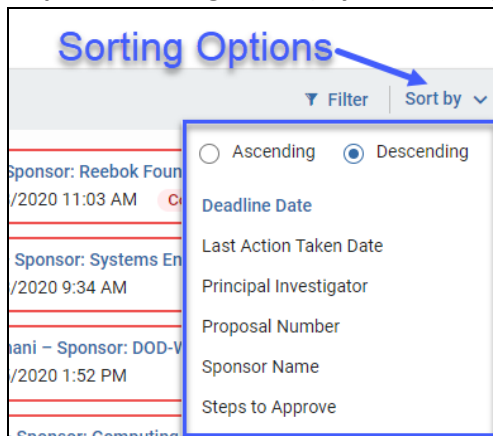 Sorting Options
Filter Sort by
Ascending Descending
Sponsor: Reebok Foun
/2020 11:03 AM
Deadline Date
Last Action Taken Date
Sponsor: Systems En
/2020 9:34 AM
Principal Investigator
Proposal Number
nani – Sponsor: DOD-W
/2020 1:52 PM
Sponsor Name
Steps to Approve
Sponsor: Computing